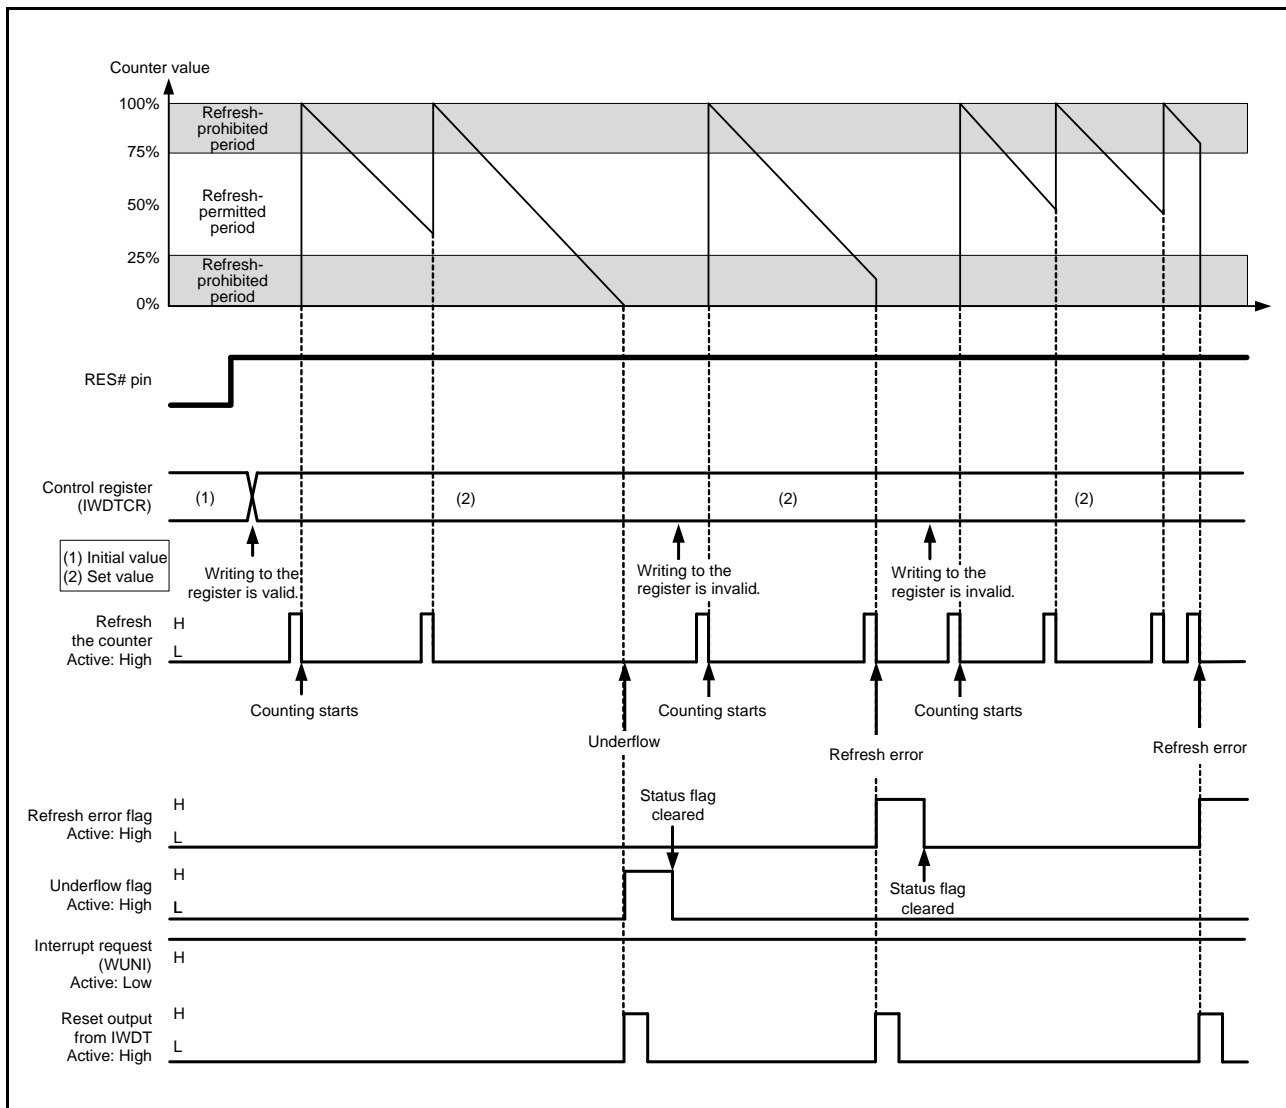 Counter value
100%
Refresh-
prohibited
period
75%
50%
Refresh-
permitted
period
25%
Refresh-
prohibited
period
0%
RES# pin
Control register
(IWDTCR)
(1)
(2)
(2)
(2)
(1) Initial value
(2) Set value
Writing to the
register is valid.
Writing to the
register is invalid.
Writing to the
register is invalid.
Refresh
the counter
Active: High
H
L
Counting starts
Counting starts
Counting starts
Underflow
Refresh error
Refresh error
Refresh error flag
Active: High
H
L
Status flag
cleared
Underflow flag
Active: High
H
L
Status flag
cleared
Interrupt request
(WUNI)
Active: Low
H
Reset output
from IWDT
Active: High
H
L